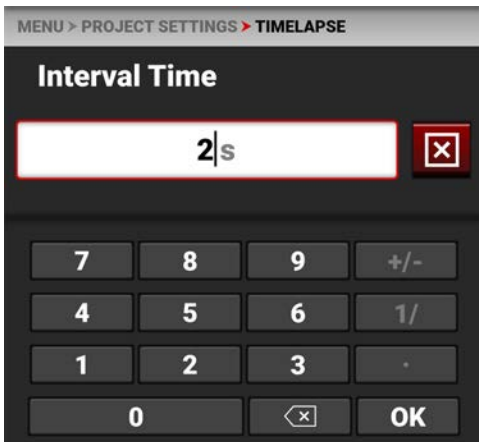 MENU > PROJECT SETTINGS > TIMELAPSE
Interval Time
2s
7 8 9 +/-
4 5 6 1/
1 2 3 .
0 OK